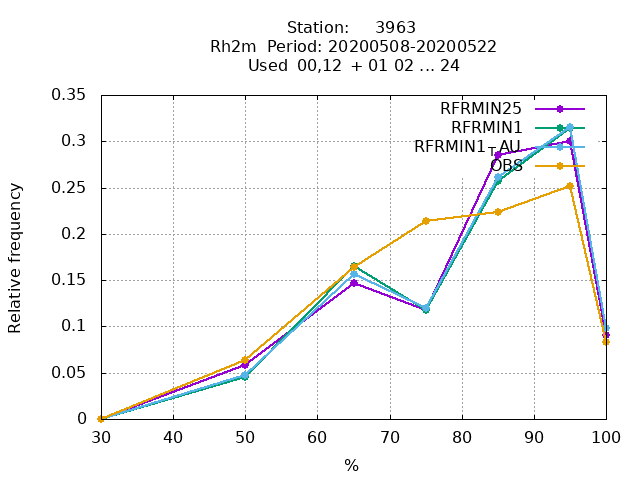 Station: 3963
Rh2m Period: 20200508-20200522
Used 00,12 + 01 02 ... 24
0.35
0.3
0.25
0.2
0.15
0.1
0.05
0
Relative frequency
RFRMIN25
RFRMIN1
RFRMIN1TAU
OBS
30 40 50 60 70 80 90 100
%